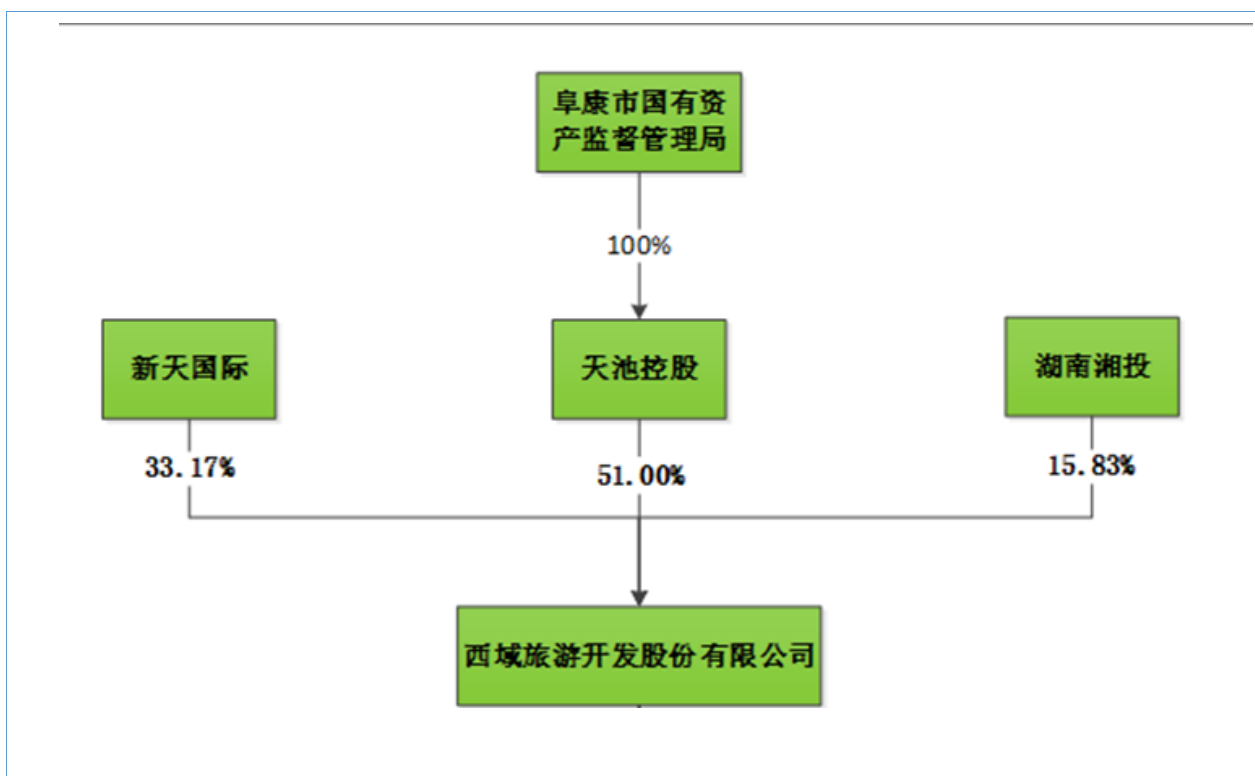 阜康市国有资
产监督管理局
100%
新天国际
天池控股
湖南湘投
33.17%
51.00%
15.83%
西域旅游开发股份有限公司